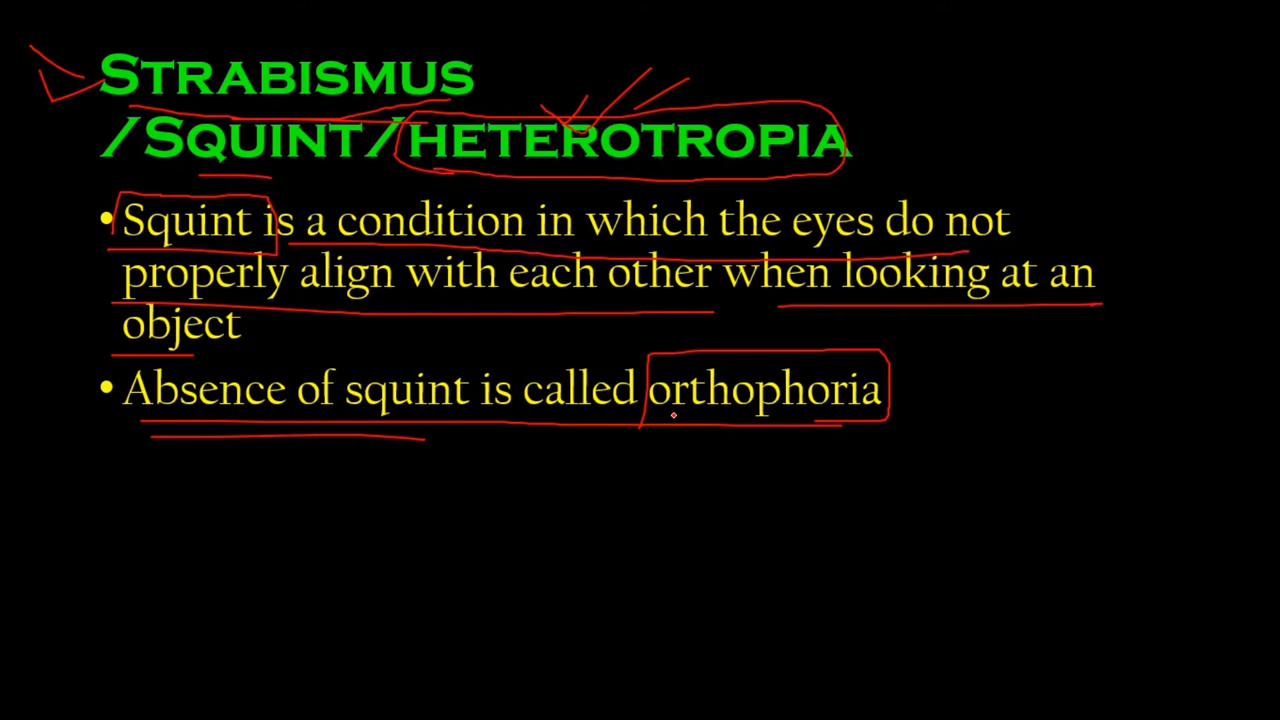 STRABISMUS
/SQUINT/HETEROTROPIA
• Squint is a condition in which the eyes do not
properly align with each other when looking at an
object
• Absence of squint is called orthophoria